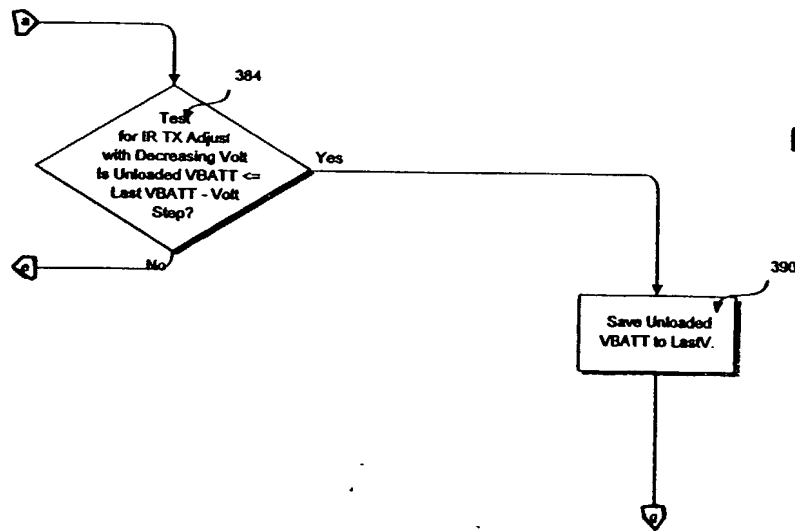 a
384
Test
for IR TX Adjust
with Decreasing Volt
Is Unloaded VBATT <=
Last VBATT - Volt
Step?
Yes
No
390
Save Unloaded
VBATT to LastV.